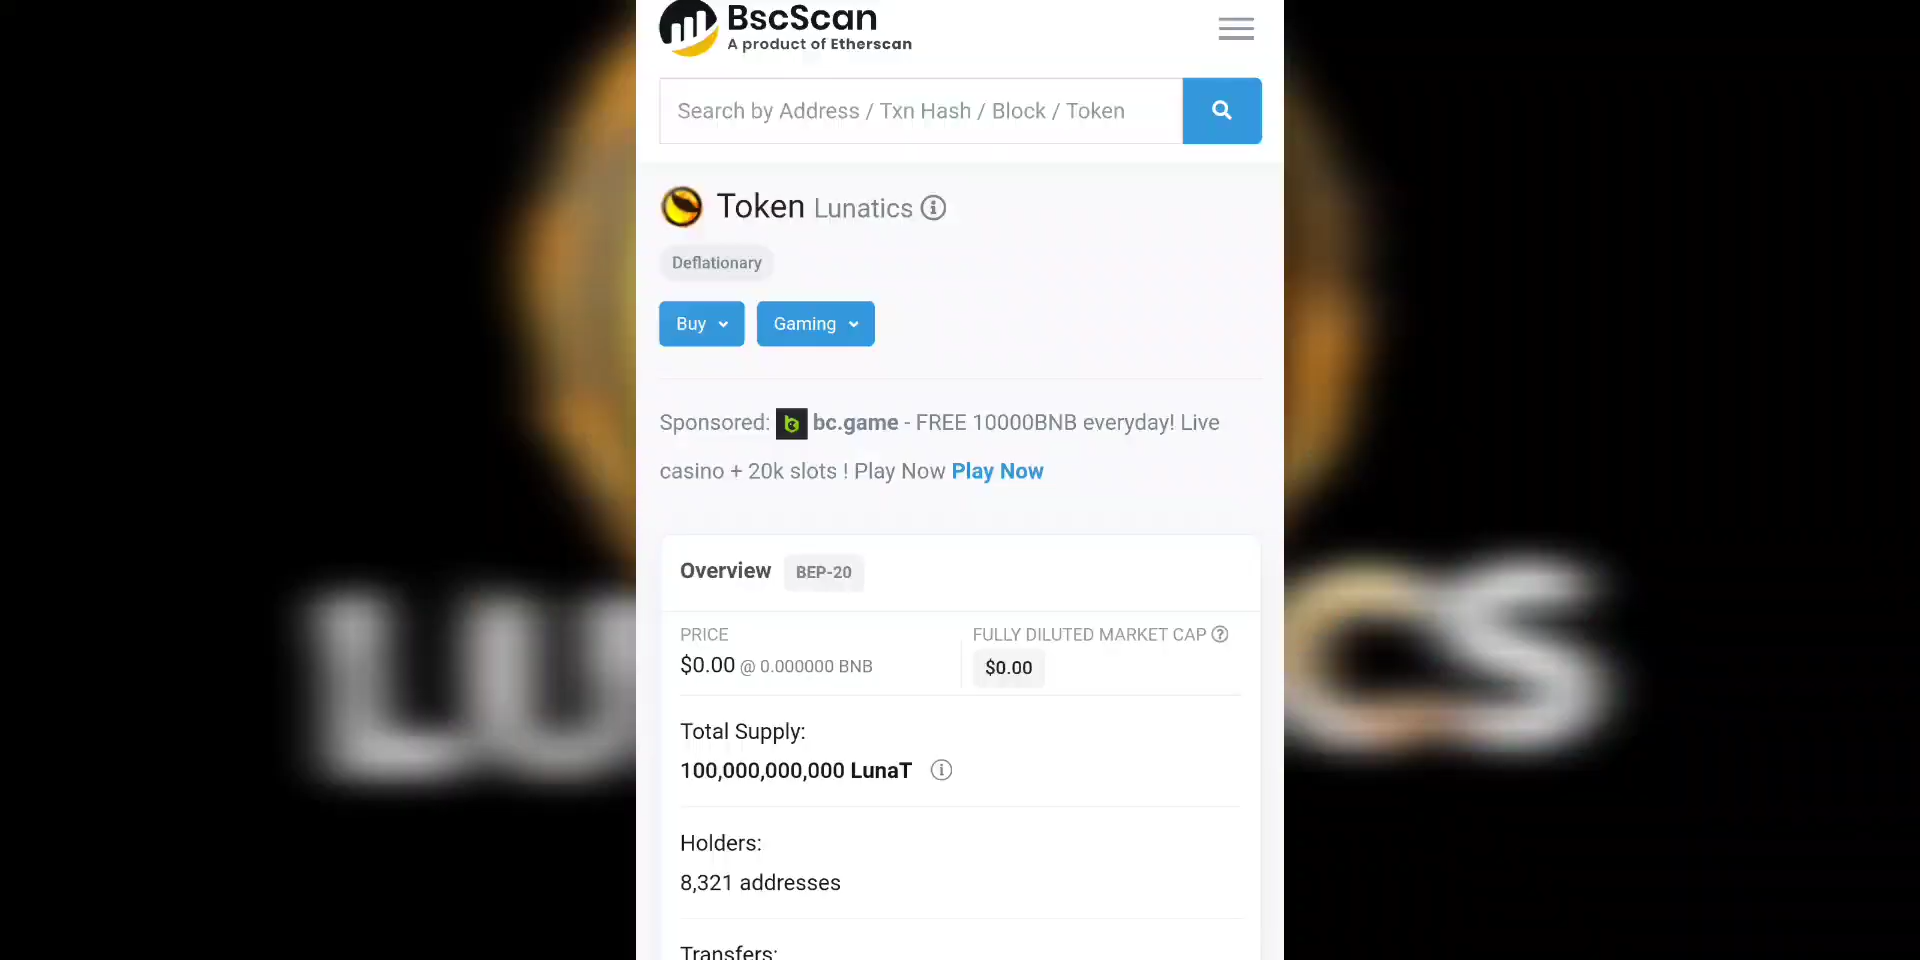 BscScan
A product of Etherscan
Search by Address / Txn Hash / Block / Token
Token Lunatics
Deflationary
Buy
Gaming
Sponsored: bc.game - FREE 10000BNB everyday! Live
casino + 20k slots ! Play Now Play Now
Overview BEP-20
PRICE
$0.00 @ 0.000000 BNB
FULLY DILUTED MARKET CAP
$0.00
Total Supply:
100,000,000,000 LunaT
Holders:
8,321 addresses
Transfers:
LU
CS